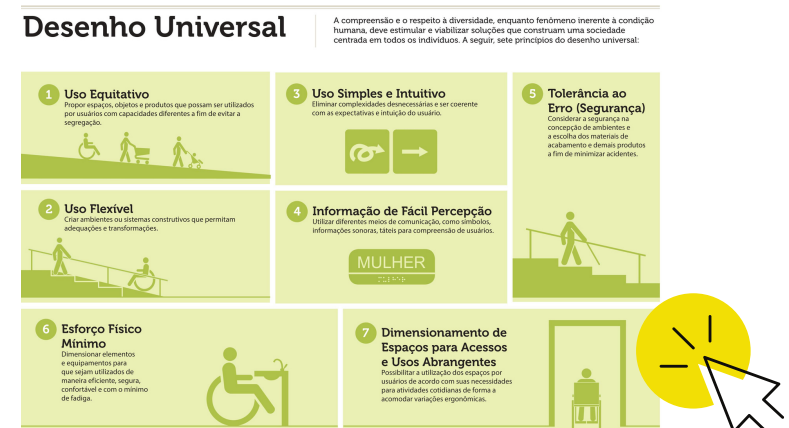 Desenho Universal
A compreensão e o respeito à diversidade, enquanto fenômeno inerente à condição
humana, deve estimular e viabilizar soluções que construam uma sociedade
centrada em todos os indivíduos. A seguir, sete princípios do desenho universal:
1 Uso Equitativo
Propor espaços, objetos e produtos que possam ser utilizados
por usuários com capacidades diferentes a fim de evitar a
segregação.
2 Uso Flexível
Criar ambientes ou sistemas construtivos que permitam
adequações e transformações.
3 Uso Simples e Intuitivo
Eliminar complexidades desnecessárias e ser coerente
com as expectativas e intuição do usuário.
4 Informação de Fácil Percepção
Utilizar diferentes meios de comunicação, como símbolos,
informações sonoras, táteis para compreensão de usuários.
MULHER
5 Tolerância ao
Erro (Segurança)
Considerar a segurança na
concepção de ambientes e
a escolha dos materiais de
acabamento e demais produtos
a fim de minimizar acidentes.
6 Esforço Físico
Mínimo
Dimensionar elementos
e equipamentos para
que sejam utilizados de
maneira eficiente, segura,
confortável e com o mínimo
de fadiga.
7 Dimensionamento de
Espaços para Acessos
e Usos Abrangentes
Possibilitar a utilização dos espaços por
usuários de acordo com suas necessidades
para atividades cotidianas de forma a
acomodar variações ergonômicas.